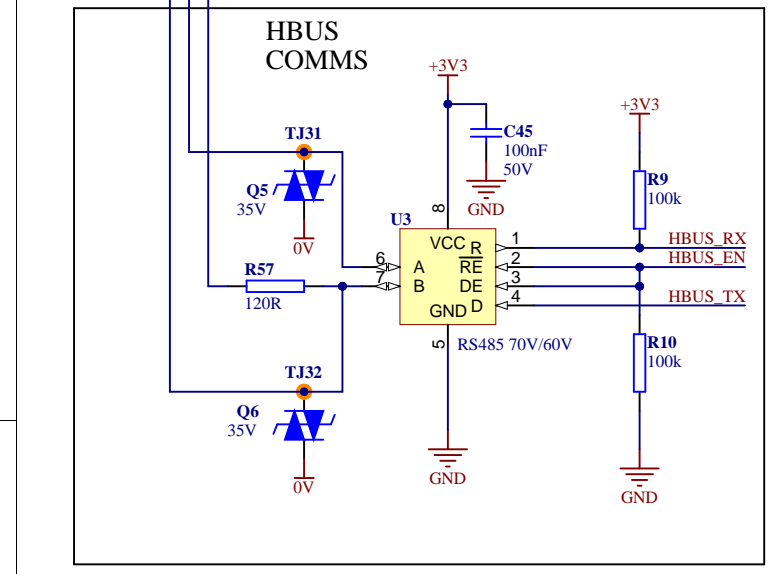 HBUS
COMMS
+3V3
+3V3
TJ31
C45
100nF
50V
Q5
35V
R9
100k
GND
8
U3
0V
VCC
R
1
HBUS_RX
6
A
RE
2
HBUS_EN
R57
7
B
DE
3
120R
GND
D
4
HBUS_TX
5
RS485 70V/60V
R10
100k
TJ32
Q6
35V
0V
GND
GND